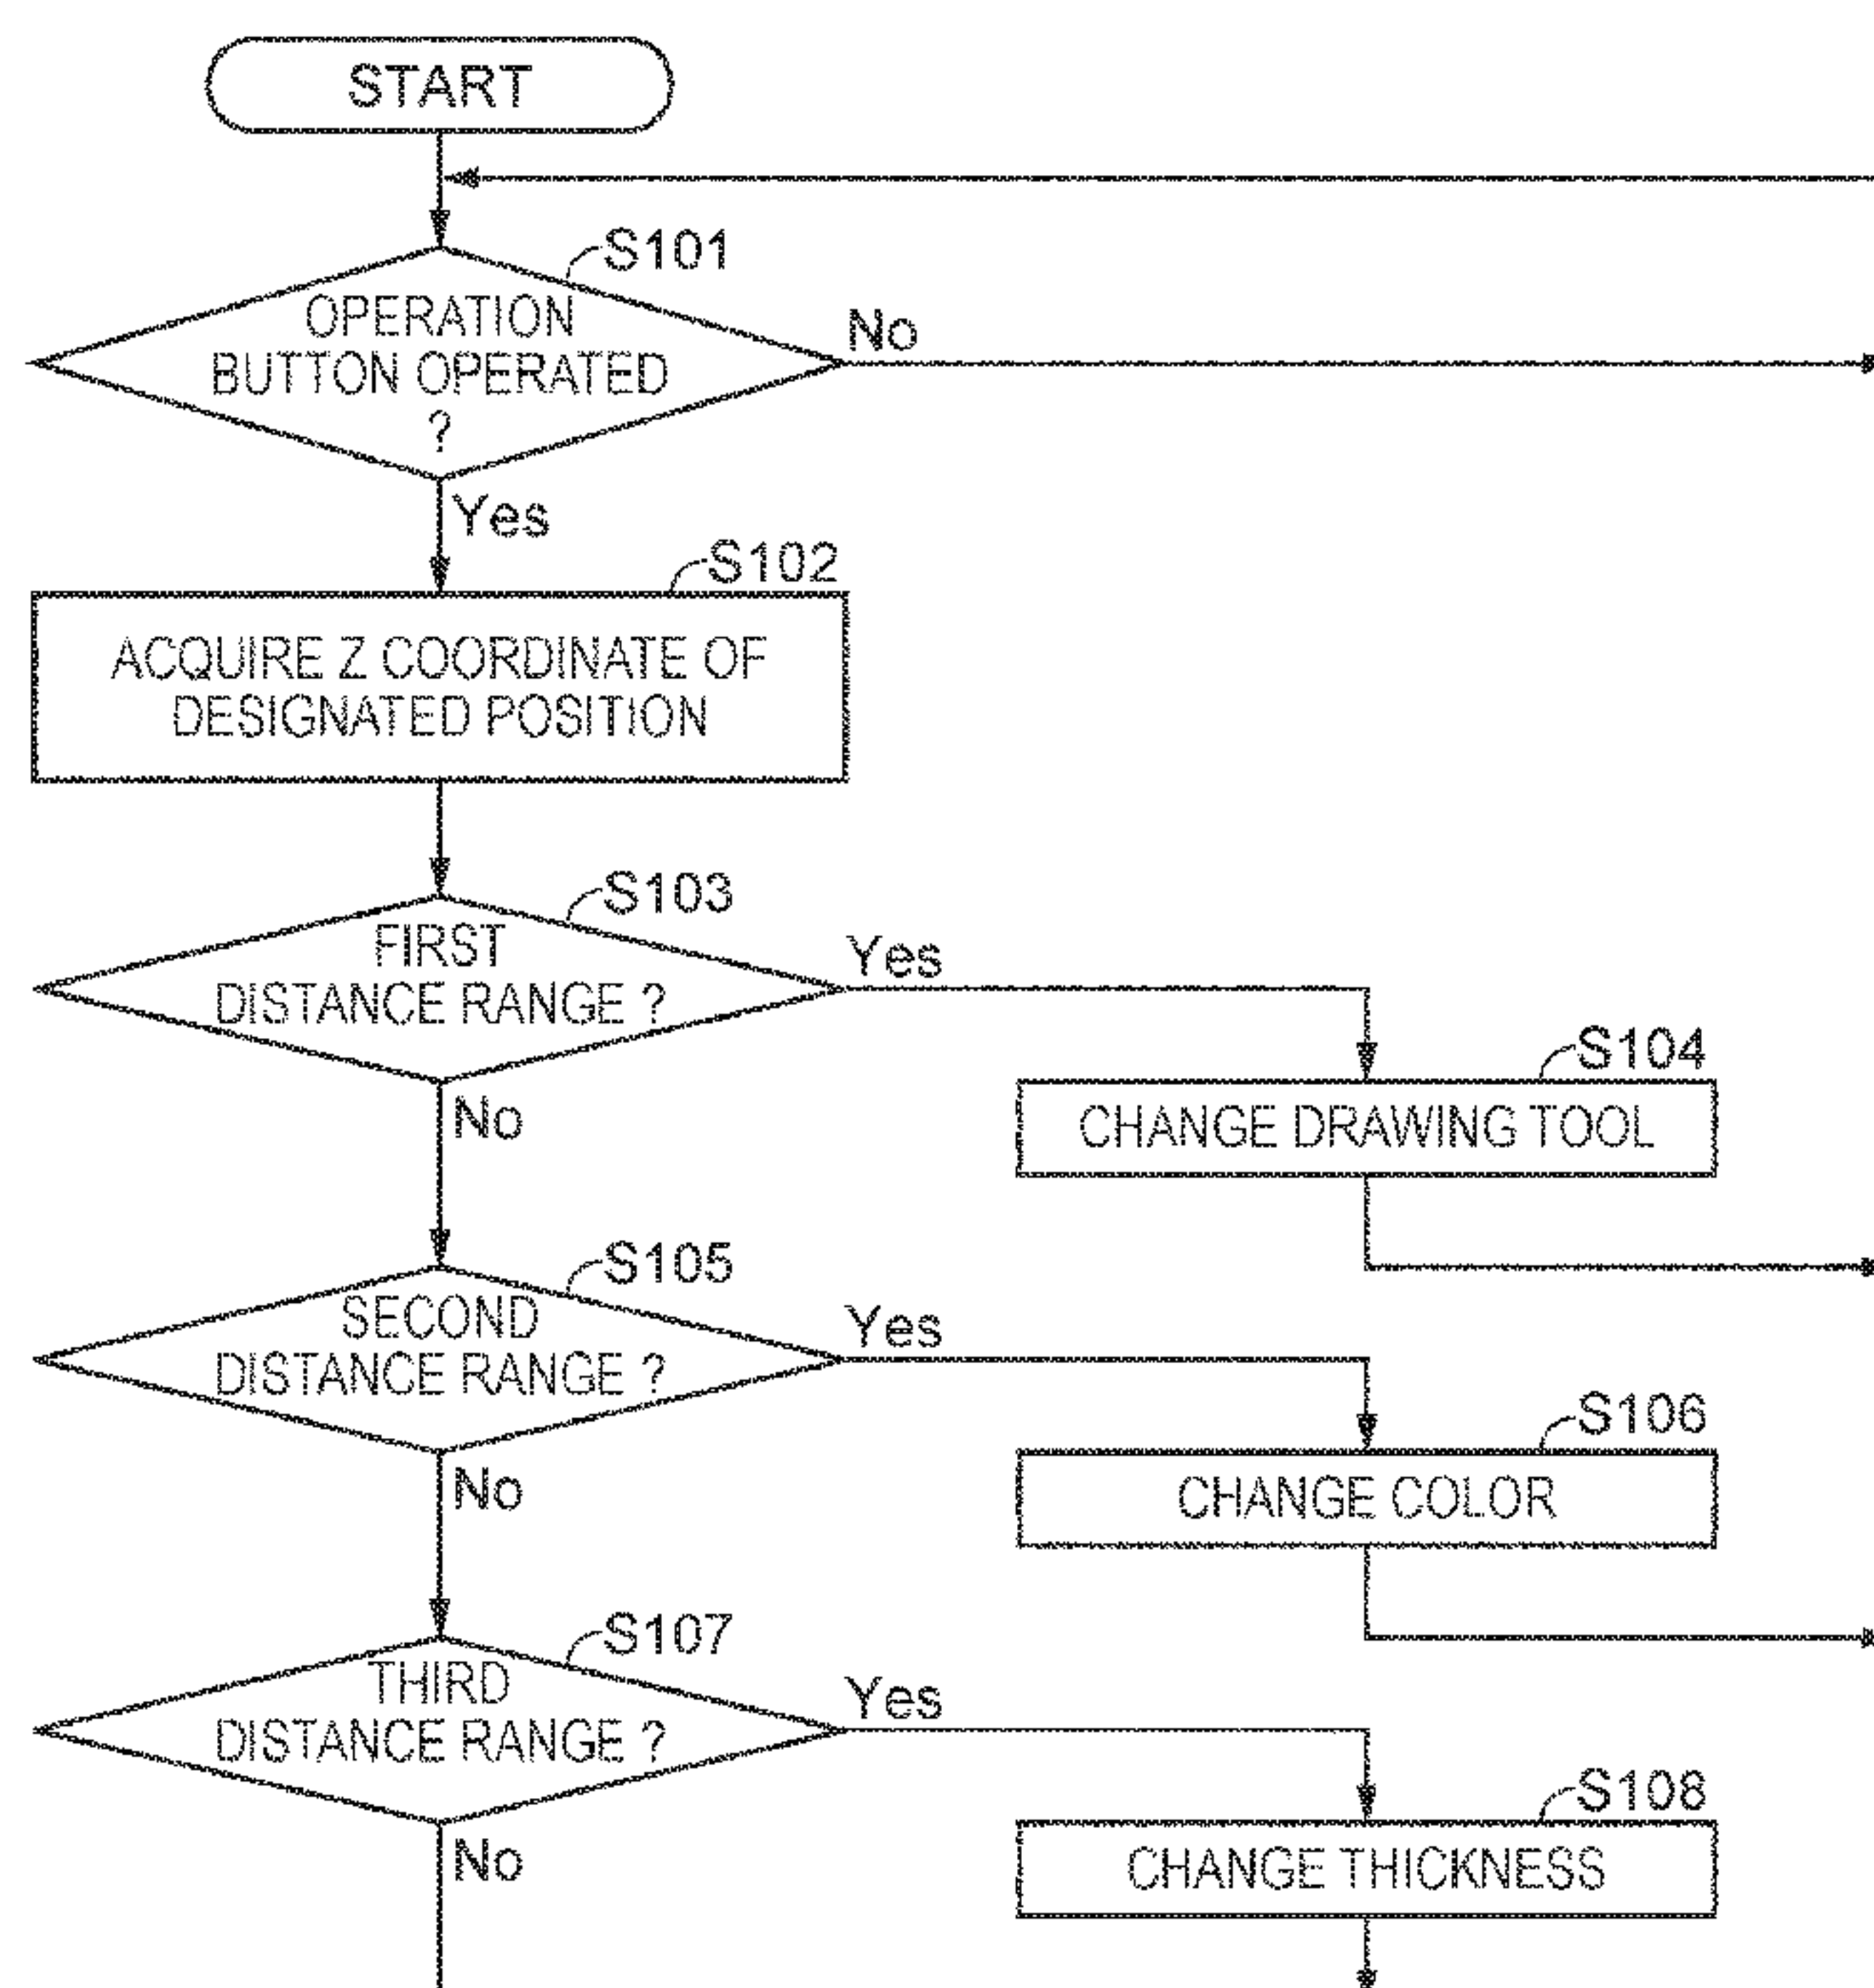 START
S101
OPERATION
BUTTON OPERATED
?
No
Yes
S102
ACQUIRE Z COORDINATE OF
DESIGNATED POSITION
S103
FIRST
DISTANCE RANGE ?
Yes
No
S104
CHANGE DRAWING TOOL
S105
SECOND
DISTANCE RANGE ?
Yes
No
S106
CHANGE COLOR
S107
THIRD
DISTANCE RANGE ?
Yes
No
S108
CHANGE THICKNESS